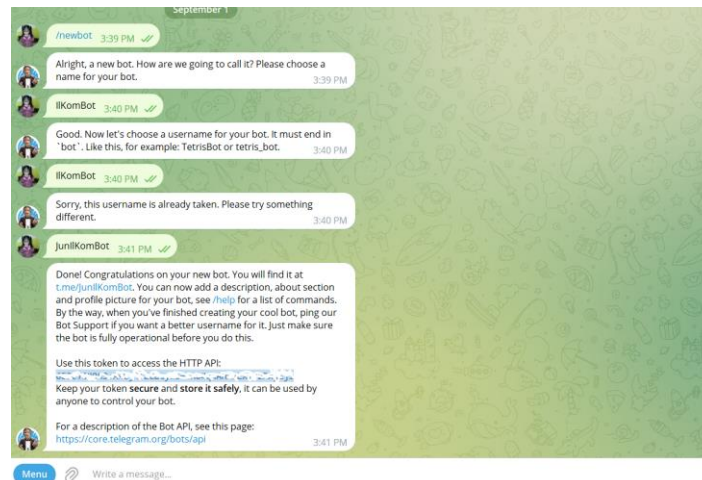 September 1
/newbot 3:39 PM
Alright, a new bot. How are we going to call it? Please choose a
name for your bot. 3:39 PM
IlKomBot 3:40 PM
Good. Now let's choose a username for your bot. It must end in
`bot`. Like this, for example: TetrisBot or tetris_bot. 3:40 PM
IlKomBot 3:40 PM
Sorry, this username is already taken. Please try something
different. 3:40 PM
JunIlKomBot 3:41 PM
Done! Congratulations on your new bot. You will find it at
t.me/JunIlKomBot. You can now add a description, about section
and profile picture for your bot, see /help for a list of commands.
By the way, when you've finished creating your cool bot, ping our
Bot Support if you want a better username for it. Just make sure
the bot is fully operational before you do this.
Use this token to access the HTTP API:
Keep your token secure and store it safely, it can be used by
anyone to control your bot.
For a description of the Bot API, see this page:
https://core.telegram.org/bots/api 3:41 PM
Menu Write a message...